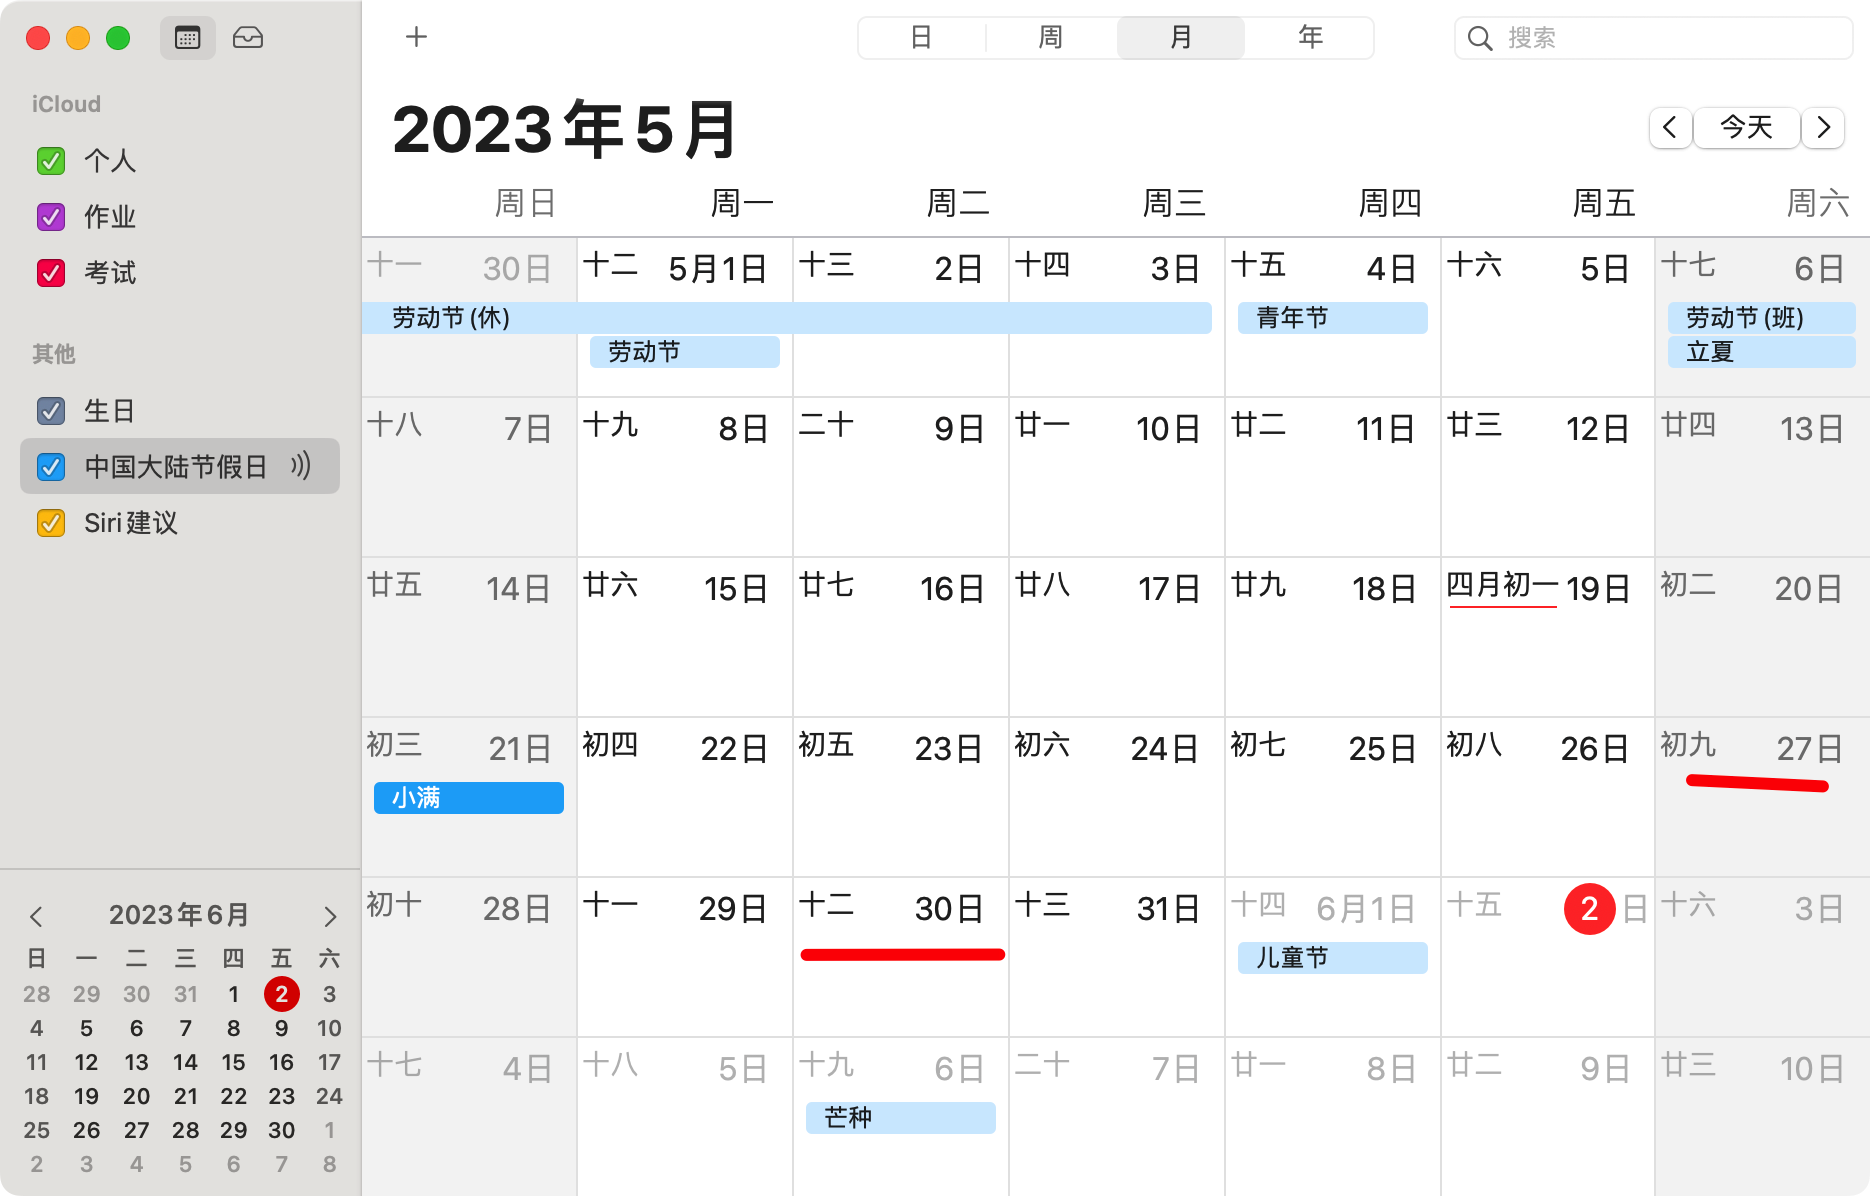 日 周 月 年 搜索
iCloud
个人
作业
考试
其他
生日
中国大陆节假日
Siri建议
2023年6月
日 一 二 三 四 五 六
28 29 30 31 1 2 3
4 5 6 7 8 9 10
11 12 13 14 15 16 17
18 19 20 21 22 23 24
25 26 27 28 29 30 1
2 3 4 5 6 7 8
2023年5月
今天
周日 周一 周二 周三 周四 周五 周六
十一 30日 十二 5月1日 十三 2日 十四 3日 十五 4日 十六 5日 十七 6日
劳动节(休) 青年节 劳动节(班)
劳动节 立夏
十八 7日 十九 8日 二十 9日 廿一 10日 廿二 11日 廿三 12日 廿四 13日
廿五 14日 廿六 15日 廿七 16日 廿八 17日 廿九 18日 四月初一 19日 初二 20日
初三 21日 初四 22日 初五 23日 初六 24日 初七 25日 初八 26日 初九 27日
小满
初十 28日 十一 29日 十二 30日 十三 31日 十四 6月1日 十五 2日 十六 3日
儿童节
十七 4日 十八 5日 十九 6日 二十 7日 廿一 8日 廿二 9日 廿三 10日
芒种